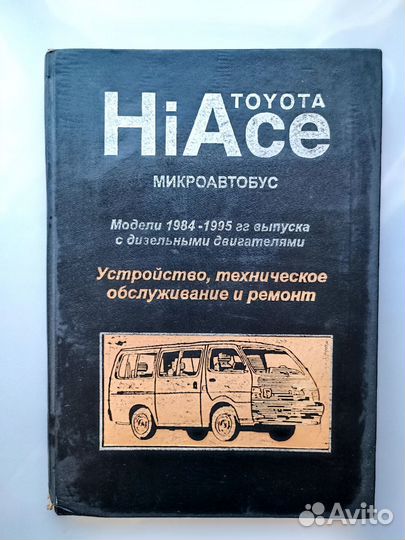 TOYOTA
HiAce
МИКРОАВТОБУС
Модели 1984-1995 гг выпуска
с дизельными двигателями
Устройство, техническое
обслуживание и ремонт
Avito